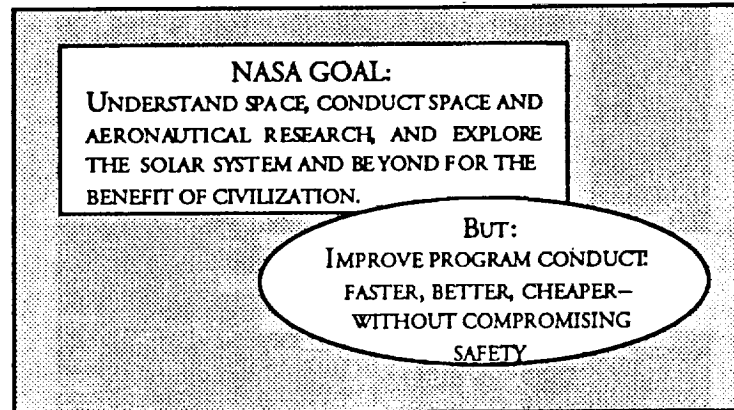 NASA GOAL:
UNDERSTAND SPACE, CONDUCT SPACE AND
AERONAUTICAL RESEARCH, AND EXPLORE
THE SOLAR SYSTEM AND BEYOND FOR THE
BENEFIT OF CIVILIZATION.
BUT:
IMPROVE PROGRAM CONDUCT:
FASTER, BETTER, CHEAPER–
WITHOUT COMPROMISING
SAFETY